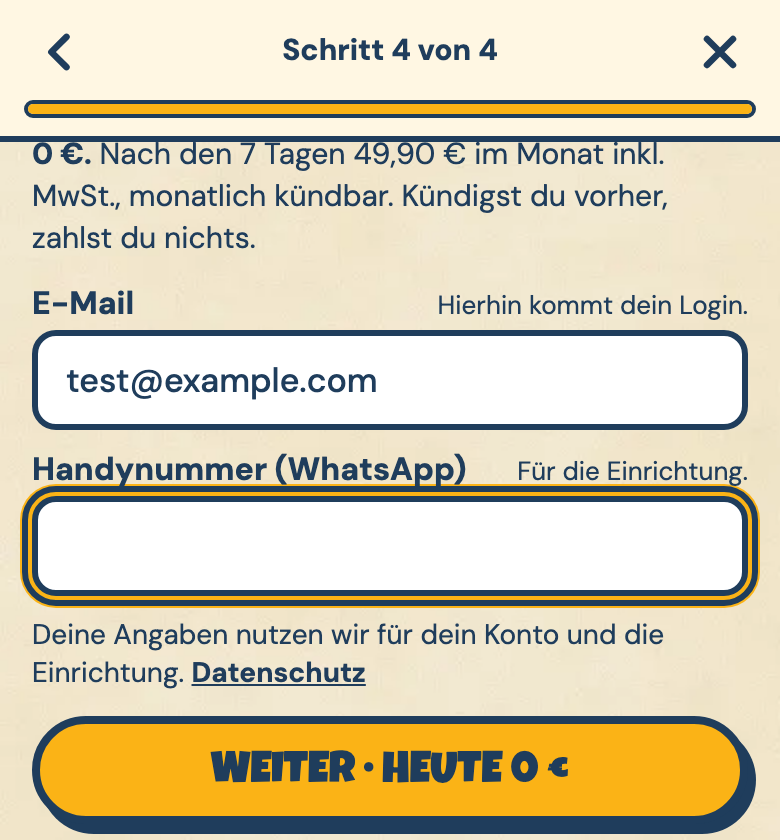 Schritt 4 von 4
0 €. Nach den 7 Tagen 49,90 € im Monat inkl.
MwSt., monatlich kündbar. Kündigst du vorher,
zahlst du nichts.
E-Mail
Hierhin kommt dein Login.
test@example.com
Handynummer (WhatsApp)
Für die Einrichtung.
Deine Angaben nutzen wir für dein Konto und die
Einrichtung. Datenschutz
WEITER · HEUTE 0 €